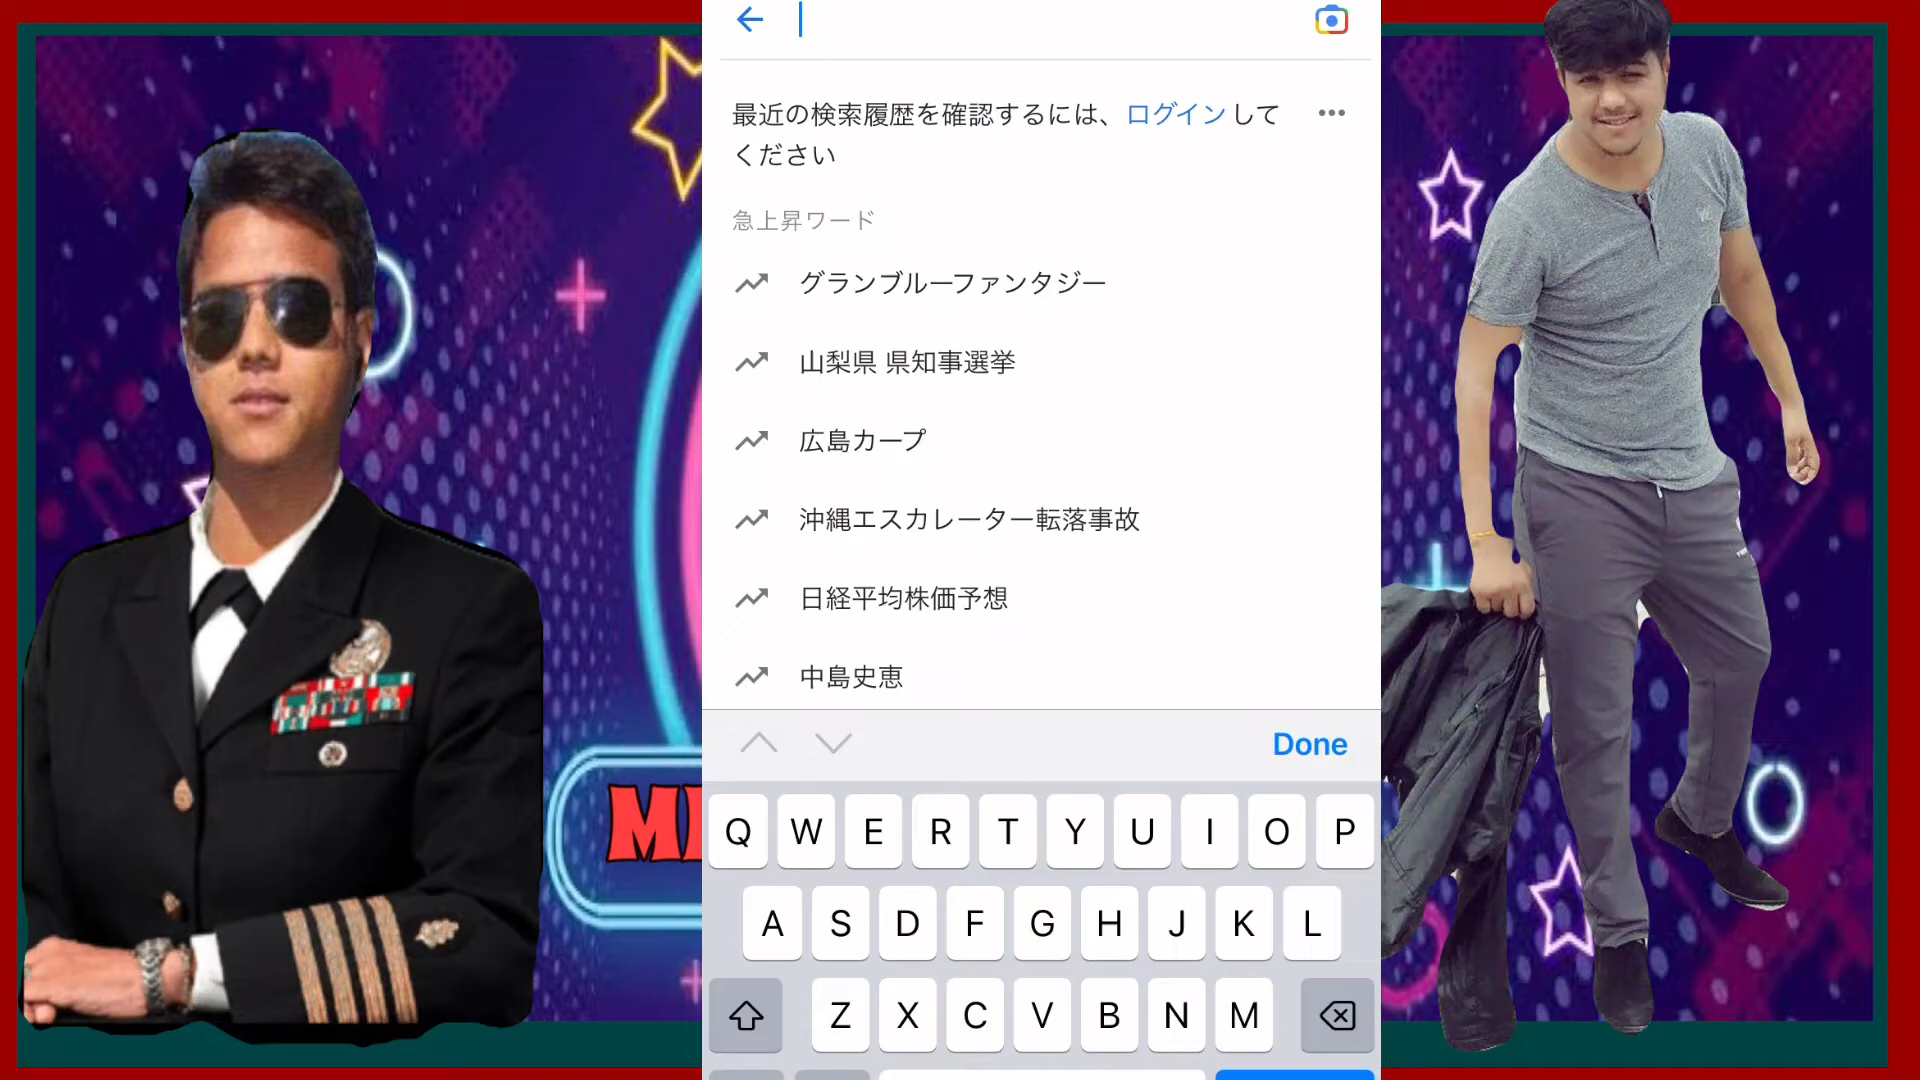 最近の検索履歴を確認するには、ログインして
ください
急上昇ワード
グランブルーファンタジー
山梨県 県知事選挙
広島カープ
沖縄エスカレーター転落事故
日経平均株価予想
中島史恵
Done
Q W E R T Y U I O P
A S D F G H J K L
Z X C V B N M